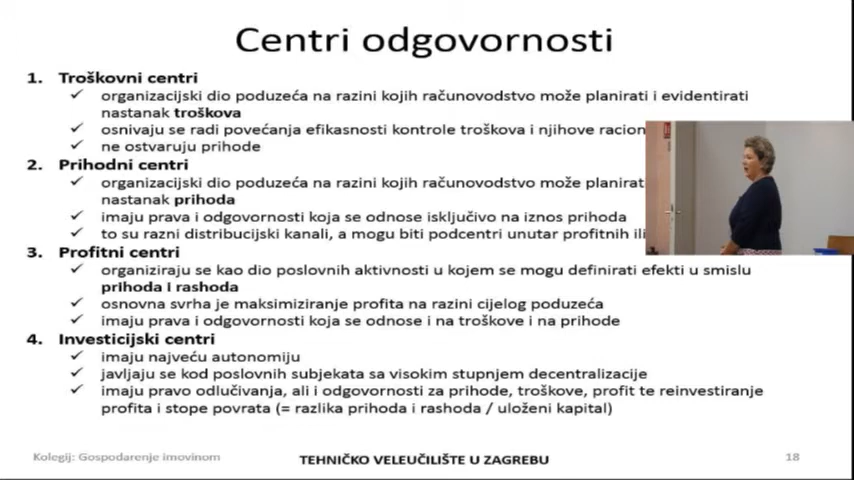 Centri odgovornosti
1. Troškovni centri
✓ organizacijski dio poduzeća na razini kojih računovodstvo može planirati i evidentirati
nastanak troškova
✓ osnivaju se radi povećanja efikasnosti kontrole troškova i njihove
✓ ne ostvaruju prihode
2. Prihodni centri
✓ organizacijski dio poduzeća na razini kojih računovodstvo može
nastanak prihoda
✓ imaju prava i odgovornosti koja se odnose isključivo na iznos prihoda
✓ to su razni distribucijski kanali, a mogu biti podcentri unutar profitnih ili
3. Profitni centri
✓ organiziraju se kao dio poslovnih aktivnosti u kojem se mogu definirati efekti u smislu
prihoda i rashoda
✓ osnovna svrha je maksimiziranje profita na razini cijelog poduzeća
✓ imaju prava i odgovornosti koja se odnose i na troškove i na prihode
4. Investicijski centri
✓ imaju najveću autonomiju
✓ javljaju se kod poslovnih subjekata sa visokim stupnjem decentralizacije
✓ imaju pravo odlučivanja, ali i odgovornosti za prihode, troškove, profit te reinvestiranje
profita i stope povrata (= razlika prihoda i rashoda / uloženi kapital)
Kolegij: Gospodarenje imovinom
TEHNIČKO VELEUČILIŠTE U ZAGREBU
18